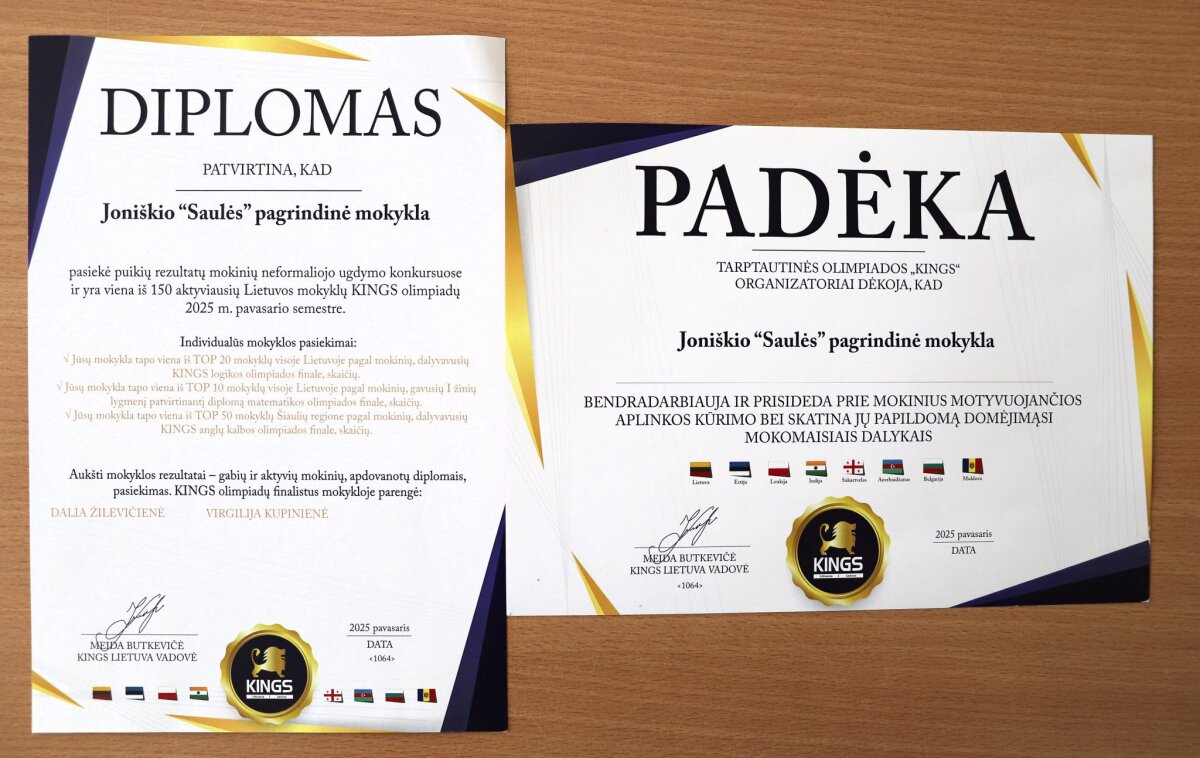 DIPLOMAS
PATVIRTINA, KAD
Joniškio “Saulės” pagrindinė mokykla
pasiekė puikių rezultatų mokinių neformaliojo ugdymo konkursuose
ir yra viena iš 150 aktyviausių Lietuvos mokyklų KINGS olimpiadų
2025 m. pavasario semestre.
Individualūs mokyklos pasiekimai:
√ Jūsų mokykla tapo viena iš TOP 20 mokyklų visoje Lietuvoje pagal mokinių, dalyvavusių
KINGS logikos olimpiados finale, skaičių.
√ Jūsų mokykla tapo viena iš TOP 10 mokyklų visoje Lietuvoje pagal mokinių, gavusių I žinių
lygmenį patvirtinantį diplomą matematikos olimpiados finale, skaičių.
√ Jūsų mokykla tapo viena iš TOP 50 mokyklų Šiaulių regione pagal mokinių, dalyvavusių
KINGS anglų kalbos olimpiados finale, skaičių.
Aukšti mokyklos rezultatai – gabių ir aktyvių mokinių, apdovanotų diplomais,
pasiekimas. KINGS olimpiadų finalistus mokykloje parengė:
DALIA ŽILEVIČIENĖ VIRGILIJA KUPINIENĖ
MEIDA BUTKEVIČĖ
KINGS LIETUVA VADOVĖ
2025 pavasaris
DATA
<1064>
KINGS
PADĖKA
TARPTAUTINĖS OLIMPIADOS „KINGS“
ORGANIZATORIAI DĖKOJA, KAD
Joniškio “Saulės” pagrindinė mokykla
BENDRADARBIAUJA IR PRISIDEDA PRIE MOKINIUS MOTYVUOJANČIOS
APLINKOS KŪRIMO BEI SKATINA JŲ PAPILDOMĄ DOMĖJIMĄSI
MOKOMAISIAIS DALYKAIS
Lietuva Estija Lenkija Indija Sakartvelas Azerbaidžanas Bulgarija Moldova
MEIDA BUTKEVIČĖ
KINGS LIETUVA VADOVĖ
<1064>
KINGS
2025 pavasaris
DATA